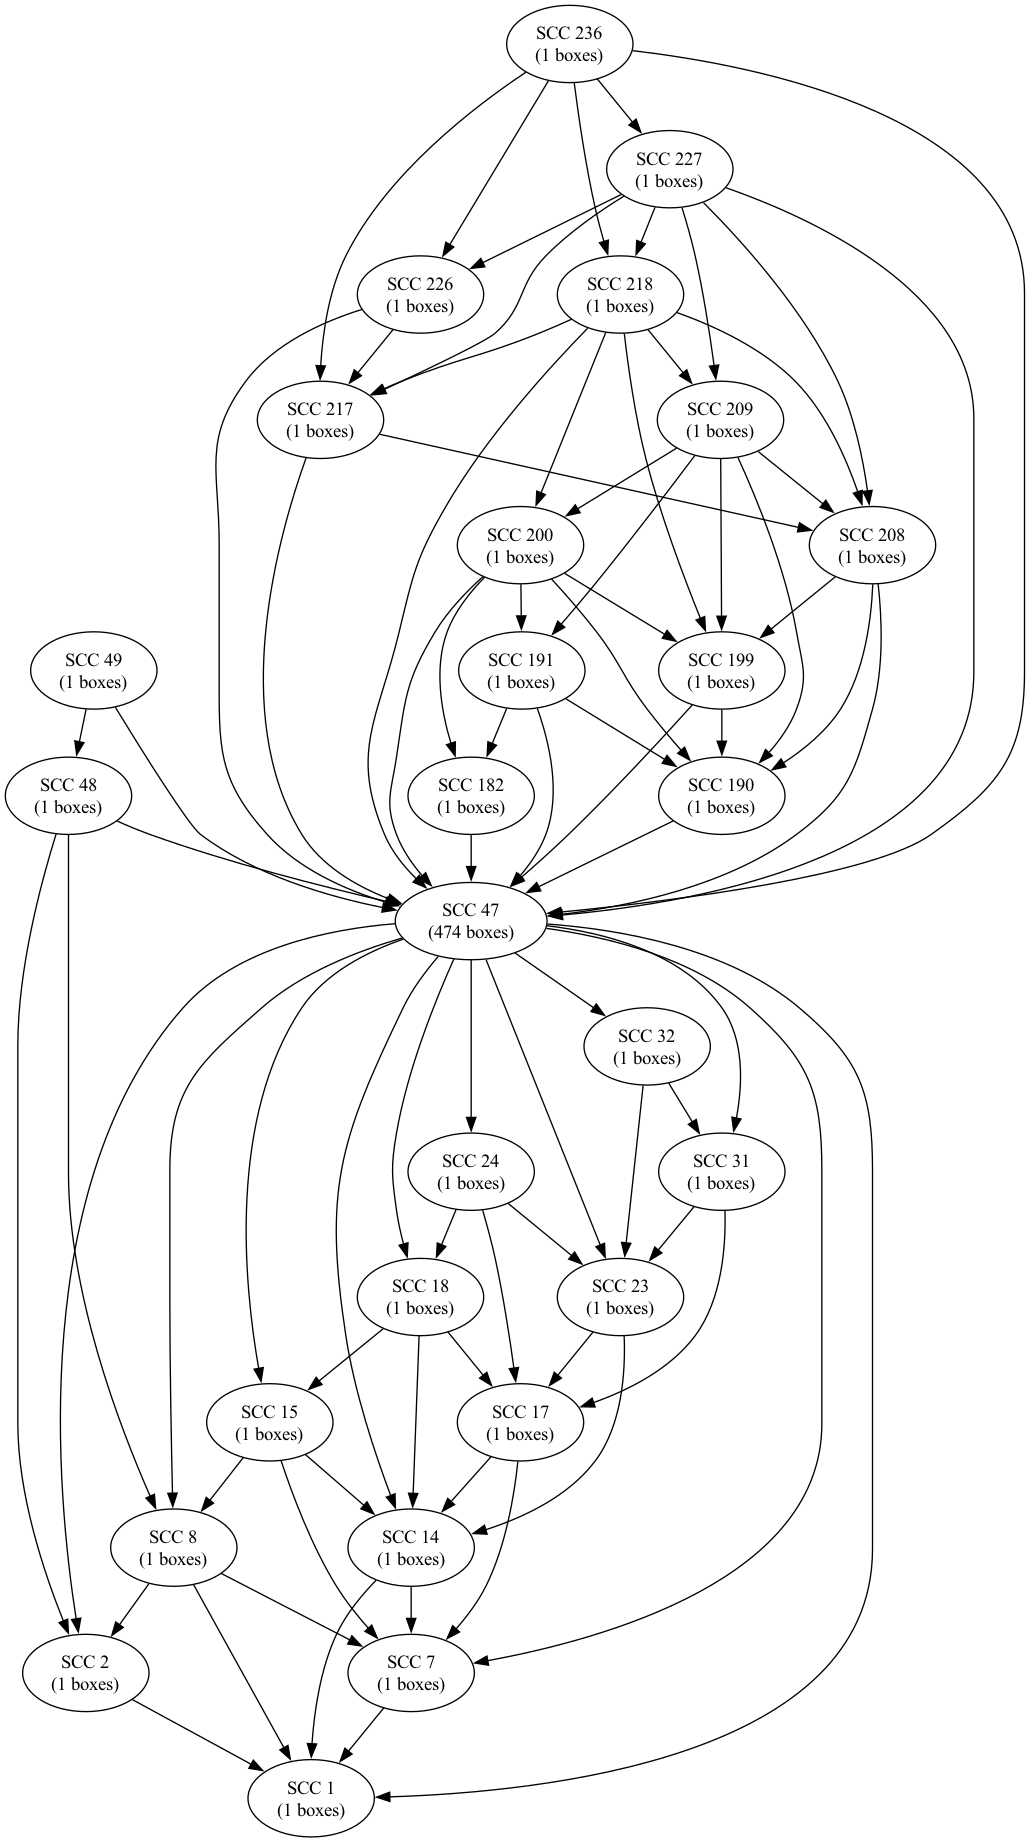 SCC 236
(1 boxes)
SCC 227
(1 boxes)
SCC 226
(1 boxes)
SCC 218
(1 boxes)
SCC 217
(1 boxes)
SCC 209
(1 boxes)
SCC 200
(1 boxes)
SCC 208
(1 boxes)
SCC 49
(1 boxes)
SCC 191
(1 boxes)
SCC 199
(1 boxes)
SCC 48
(1 boxes)
SCC 182
(1 boxes)
SCC 190
(1 boxes)
SCC 47
(474 boxes)
SCC 32
(1 boxes)
SCC 24
(1 boxes)
SCC 31
(1 boxes)
SCC 18
(1 boxes)
SCC 23
(1 boxes)
SCC 15
(1 boxes)
SCC 17
(1 boxes)
SCC 8
(1 boxes)
SCC 14
(1 boxes)
SCC 2
(1 boxes)
SCC 7
(1 boxes)
SCC 1
(1 boxes)